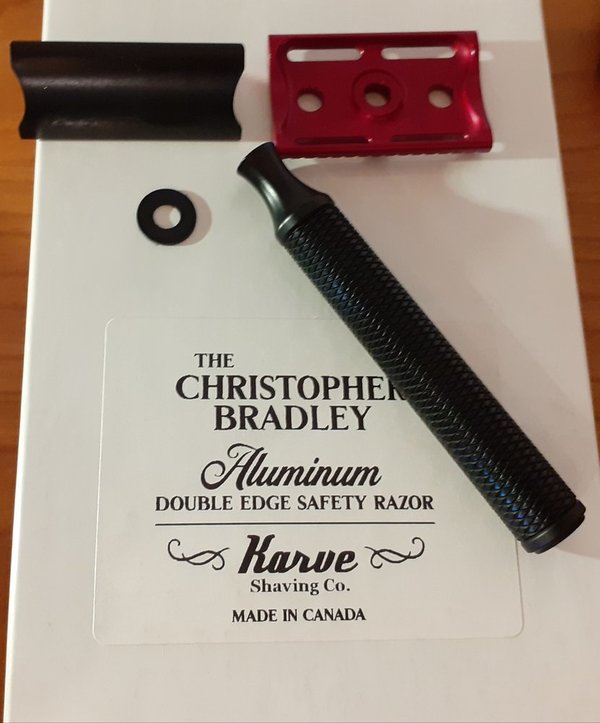 THE
CHRISTOPHER
BRADLEY
Aluminum
DOUBLE EDGE SAFETY RAZOR
Karve
Shaving Co.
MADE IN CANADA